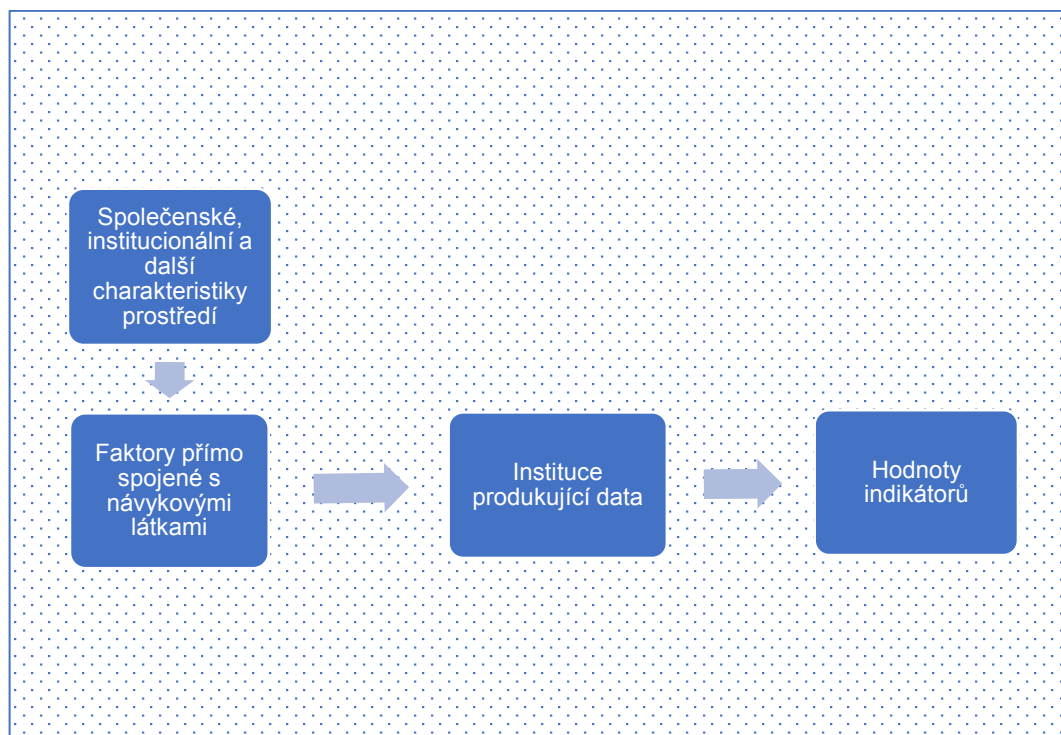 Společenské,
institucionální a
další
charakteristiky
prostředí
Faktory přímo
spojené s
návykovými
látkami
Instituce
produkující data
Hodnoty
indikátorů